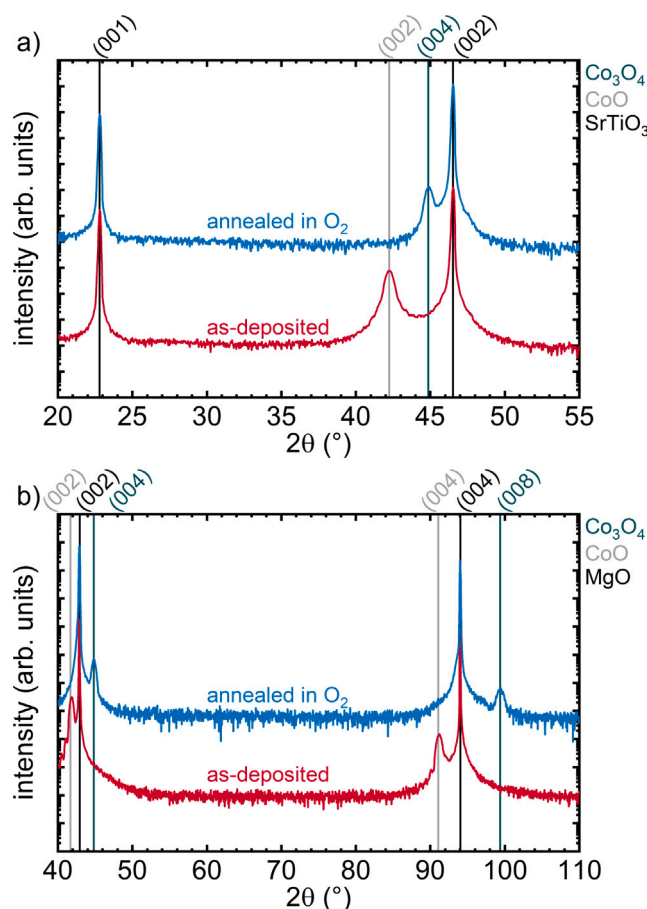 a)
(001)
(002)
(004)
(002)
Co₃O₄
CoO
SrTiO₃
intensity (arb. units)
annealed in O₂
as-deposited
20 25 30 35 40 45 50 55
2θ (°)
b)
(002)
(002)
(004)
(004)
(004)
(008)
Co₃O₄
CoO
MgO
intensity (arb. units)
annealed in O₂
as-deposited
40 50 60 70 80 90 100 110
2θ (°)